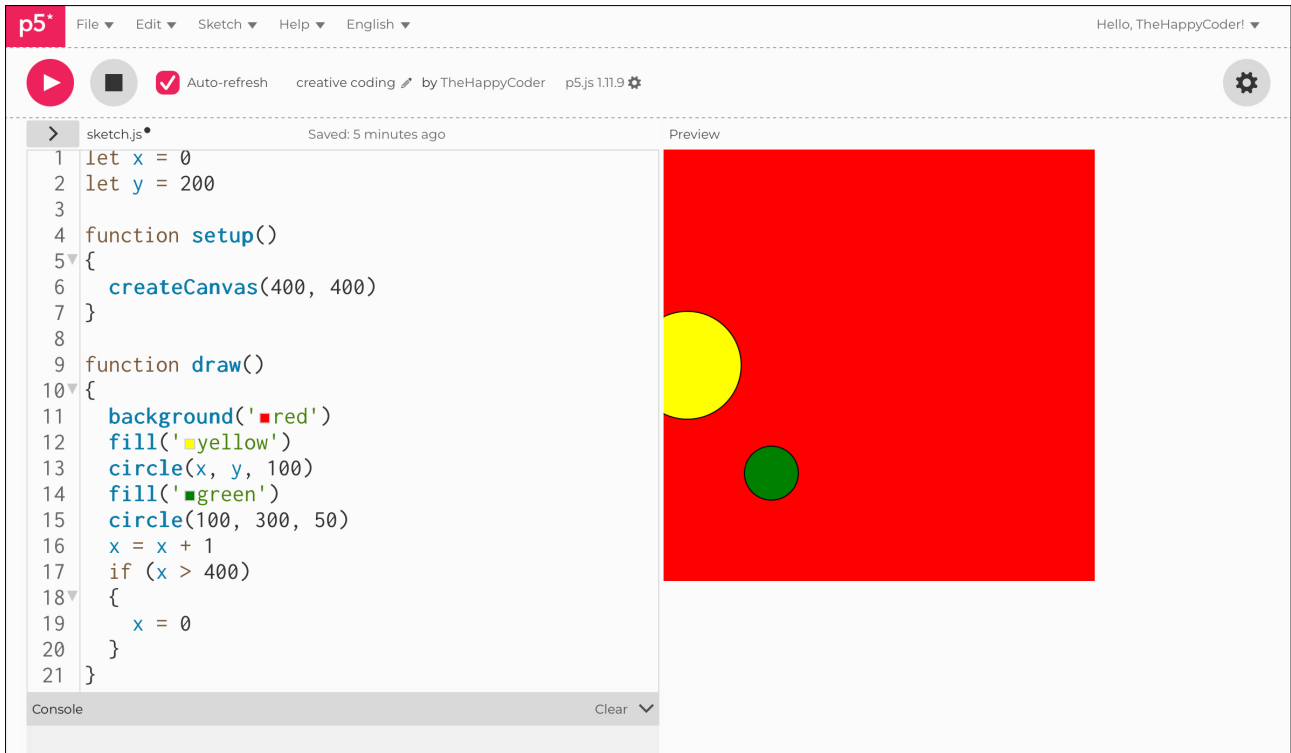 p5* File Edit Sketch Help English Hello, TheHappyCoder!
Auto-refresh creative coding by TheHappyCoder p5.js 1.11.9
sketch.js Saved: 5 minutes ago Preview
1 let x = 0
2 let y = 200
3
4 function setup()
5 {
6   createCanvas(400, 400)
7 }
8
9 function draw()
10 {
11   background('red')
12   fill('yellow')
13   circle(x, y, 100)
14   fill('green')
15   circle(100, 300, 50)
16   x = x + 1
17   if (x > 400)
18   {
19     x = 0
20   }
21 }
Console Clear